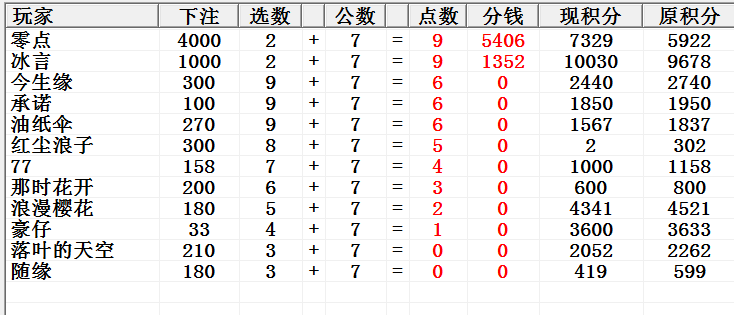 玩家 下注 选数 公数 点数 分钱 现积分 原积分
零点 4000 2 + 7 = 9 5406 7329 5922
冰言 1000 2 + 7 = 9 1352 10030 9678
今生缘 300 9 + 7 = 6 0 2440 2740
承诺 100 9 + 7 = 6 0 1850 1950
油纸伞 270 9 + 7 = 6 0 1567 1837
红尘浪子 300 8 + 7 = 5 0 2 302
77 158 7 + 7 = 4 0 1000 1158
那时花开 200 6 + 7 = 3 0 600 800
浪漫樱花 180 5 + 7 = 2 0 4341 4521
豪仔 33 4 + 7 = 1 0 3600 3633
落叶的天空 210 3 + 7 = 0 0 2052 2262
随缘 180 3 + 7 = 0 0 419 599